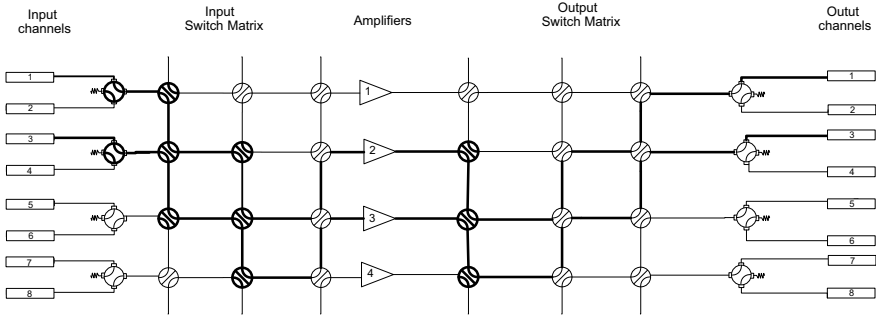 Input
channels
Input
Switch Matrix
Amplifiers
Output
Switch Matrix
Outut
channels
1
2
3
4
5
6
7
8
1
2
3
4
1
2
3
4
5
6
7
8